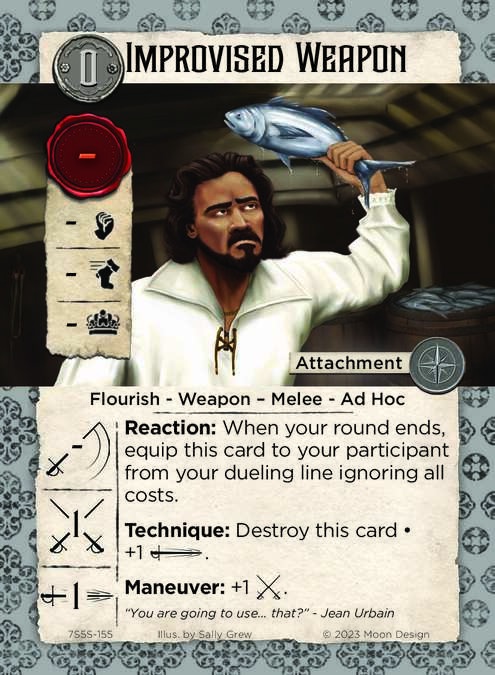 0 IMPROVISED WEAPON
-
-
-
-
Attachment
Flourish - Weapon – Melee - Ad Hoc
-
1
1
Reaction: When your round ends,
equip this card to your participant
from your dueling line ignoring all
costs.
Technique: Destroy this card •
+1 .
Maneuver: +1 .
“You are going to use... that?” - Jean Urbain
7S5S-155 Illus. by Sally Grew © 2023 Moon Design